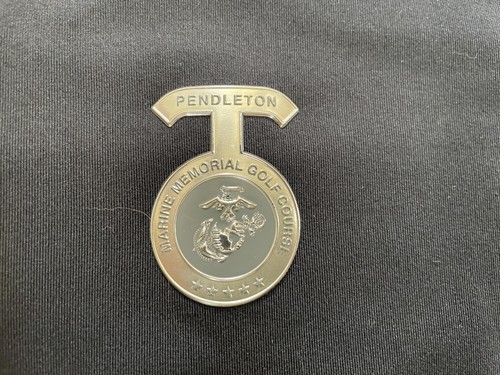 PENDLETON
MARINE MEMORIAL GOLF COURSE